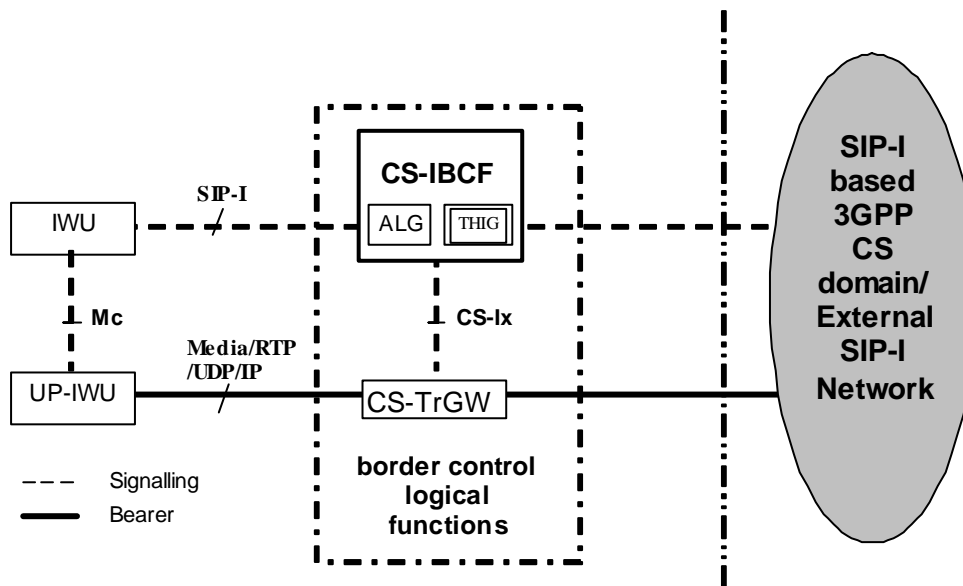 CS-IBCF
SIP-I
IWU
ALG
THIG
Mc
CS-Ix
Media/RTP
/UDP/IP
UP-IWU
CS-TrGW
border control
logical
functions
Signalling
Bearer
SIP-I
based
3GPP
CS
domain/
External
SIP-I
Network